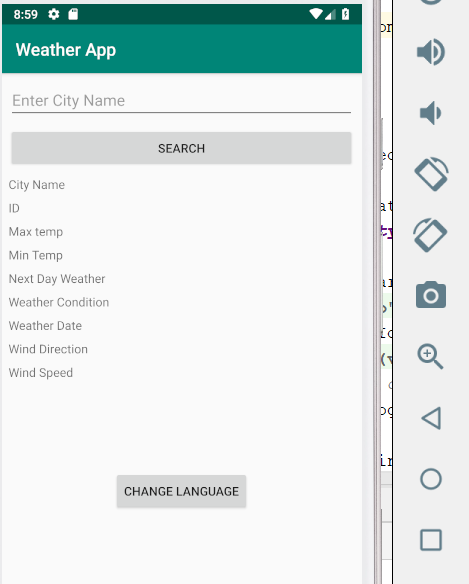 8:59
Weather App
Enter City Name
SEARCH
City Name
ID
Max temp
Min Temp
Next Day Weather
Weather Condition
Weather Date
Wind Direction
Wind Speed
CHANGE LANGUAGE